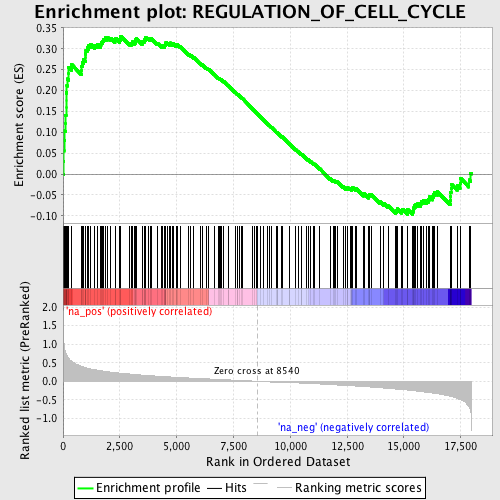 Enrichment plot: REGULATION_OF_CELL_CYCLE
Enrichment score (ES)
0.35
0.30
0.25
0.20
0.15
0.10
0.05
0.00
-0.05
-0.10
Ranked list metric (PreRanked)
2.0
1.5
1.0
0.5
0.0
-0.5
-1.0
'na_pos' (positively correlated)
Zero cross at 8540
'na_neg' (negatively correlated)
0
2,500
5,000
7,500
10,000
12,500
15,000
17,500
Rank in Ordered Dataset
Enrichment profile
Hits
Ranking metric scores